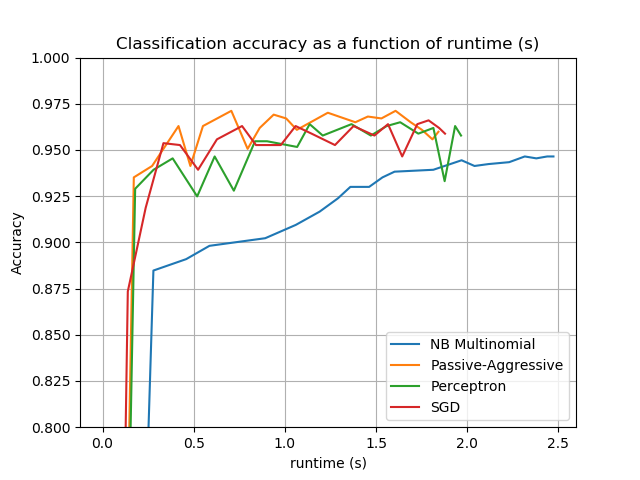 Classification accuracy as a function of runtime (s)
1.000
0.975
0.950
0.925
0.900
0.875
0.850
0.825
0.800
Accuracy
NB Multinomial
Passive-Aggressive
Perceptron
SGD
0.0 0.5 1.0 1.5 2.0 2.5
runtime (s)